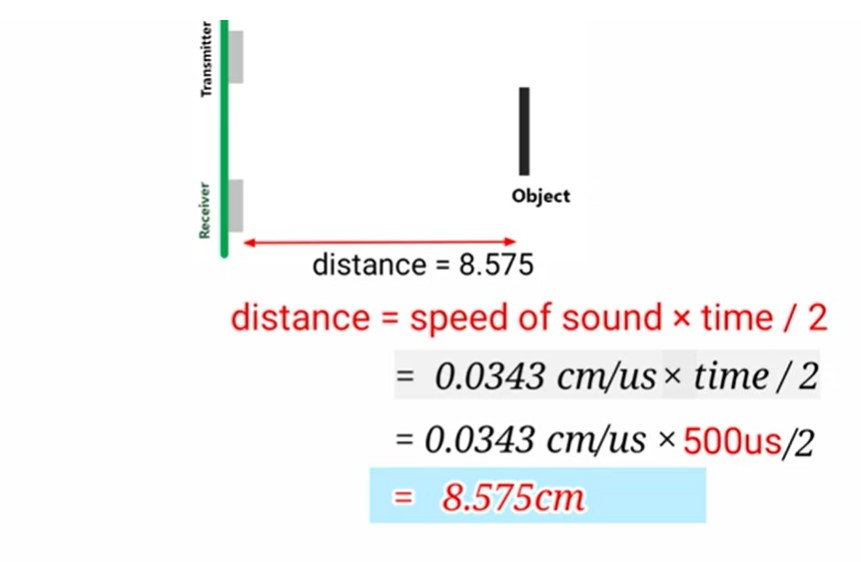 Transmitter
Receiver
Object
distance = 8.575
distance = speed of sound × time / 2
= 0.0343 cm/us × time / 2
= 0.0343 cm/us × 500us/2
= 8.575cm